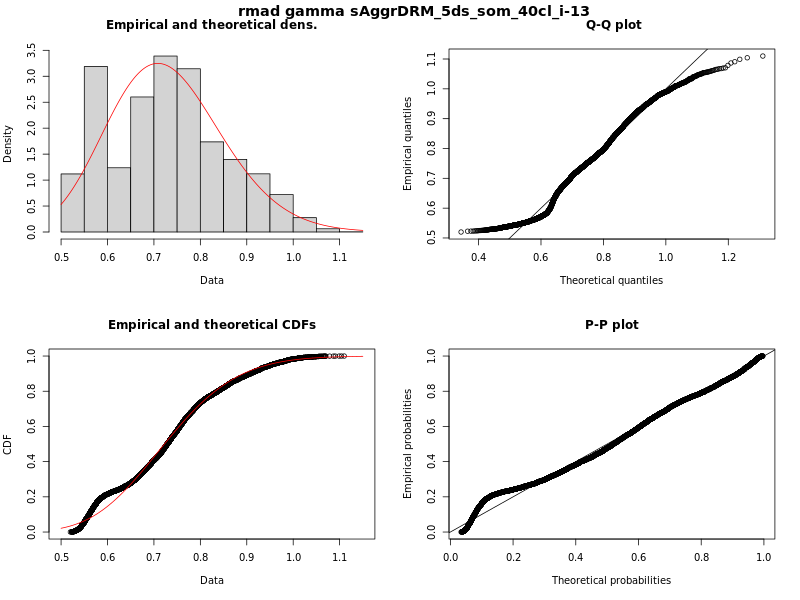 rmad gamma sAggrDRM_5ds_som_40cl_i-13
Empirical and theoretical dens.
Density
0.0 0.5 1.0 1.5 2.0 2.5 3.0 3.5
0.5 0.6 0.7 0.8 0.9 1.0 1.1
Data
Q-Q plot
Empirical quantiles
0.5 0.6 0.7 0.8 0.9 1.0 1.1
0.4 0.6 0.8 1.0 1.2
Theoretical quantiles
Empirical and theoretical CDFs
CDF
0.0 0.2 0.4 0.6 0.8 1.0
0.5 0.6 0.7 0.8 0.9 1.0 1.1
Data
P-P plot
Empirical probabilities
0.0 0.2 0.4 0.6 0.8 1.0
0.0 0.2 0.4 0.6 0.8 1.0
Theoretical probabilities